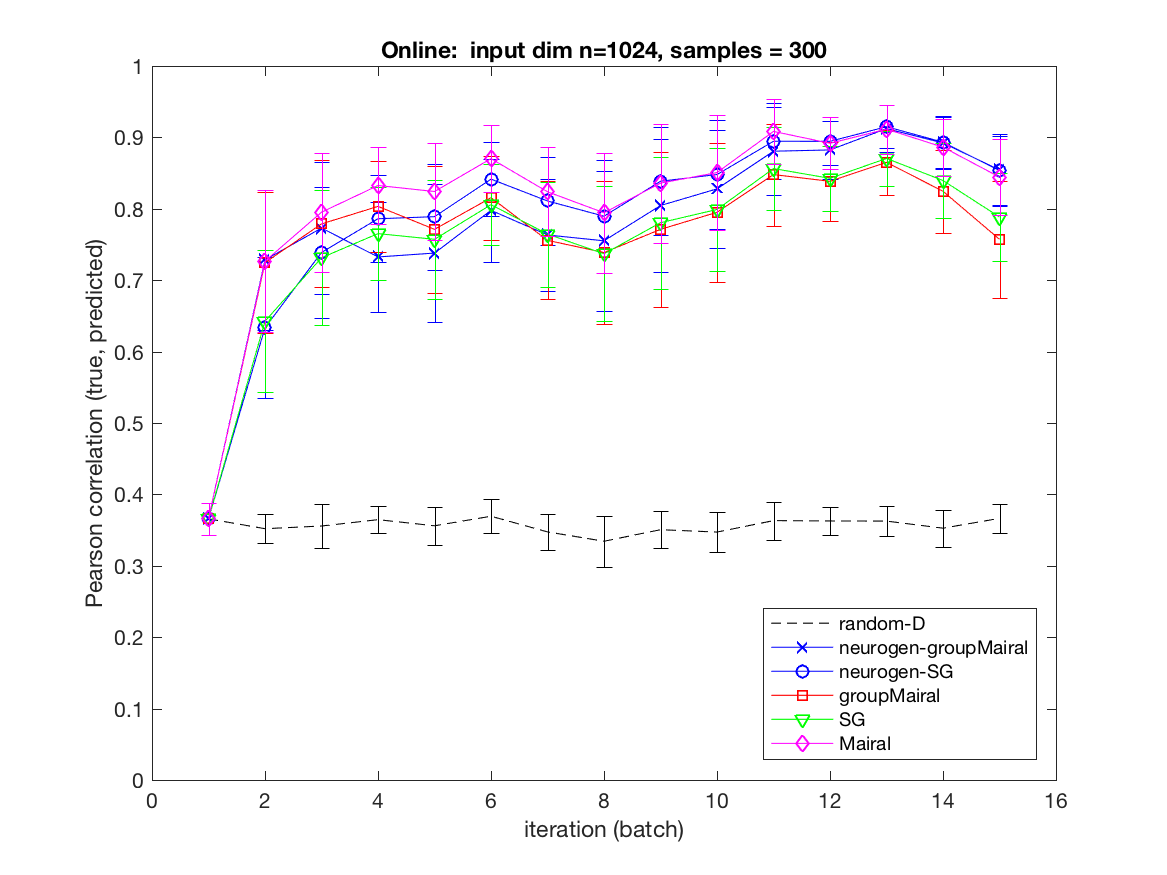 Online:  input dim n=1024, samples = 300
Pearson correlation (true, predicted)
1
0.9
0.8
0.7
0.6
0.5
0.4
0.3
0.2
0.1
0
0 2 4 6 8 10 12 14 16
iteration (batch)
random-D
neurogen-groupMairal
neurogen-SG
groupMairal
SG
Mairal